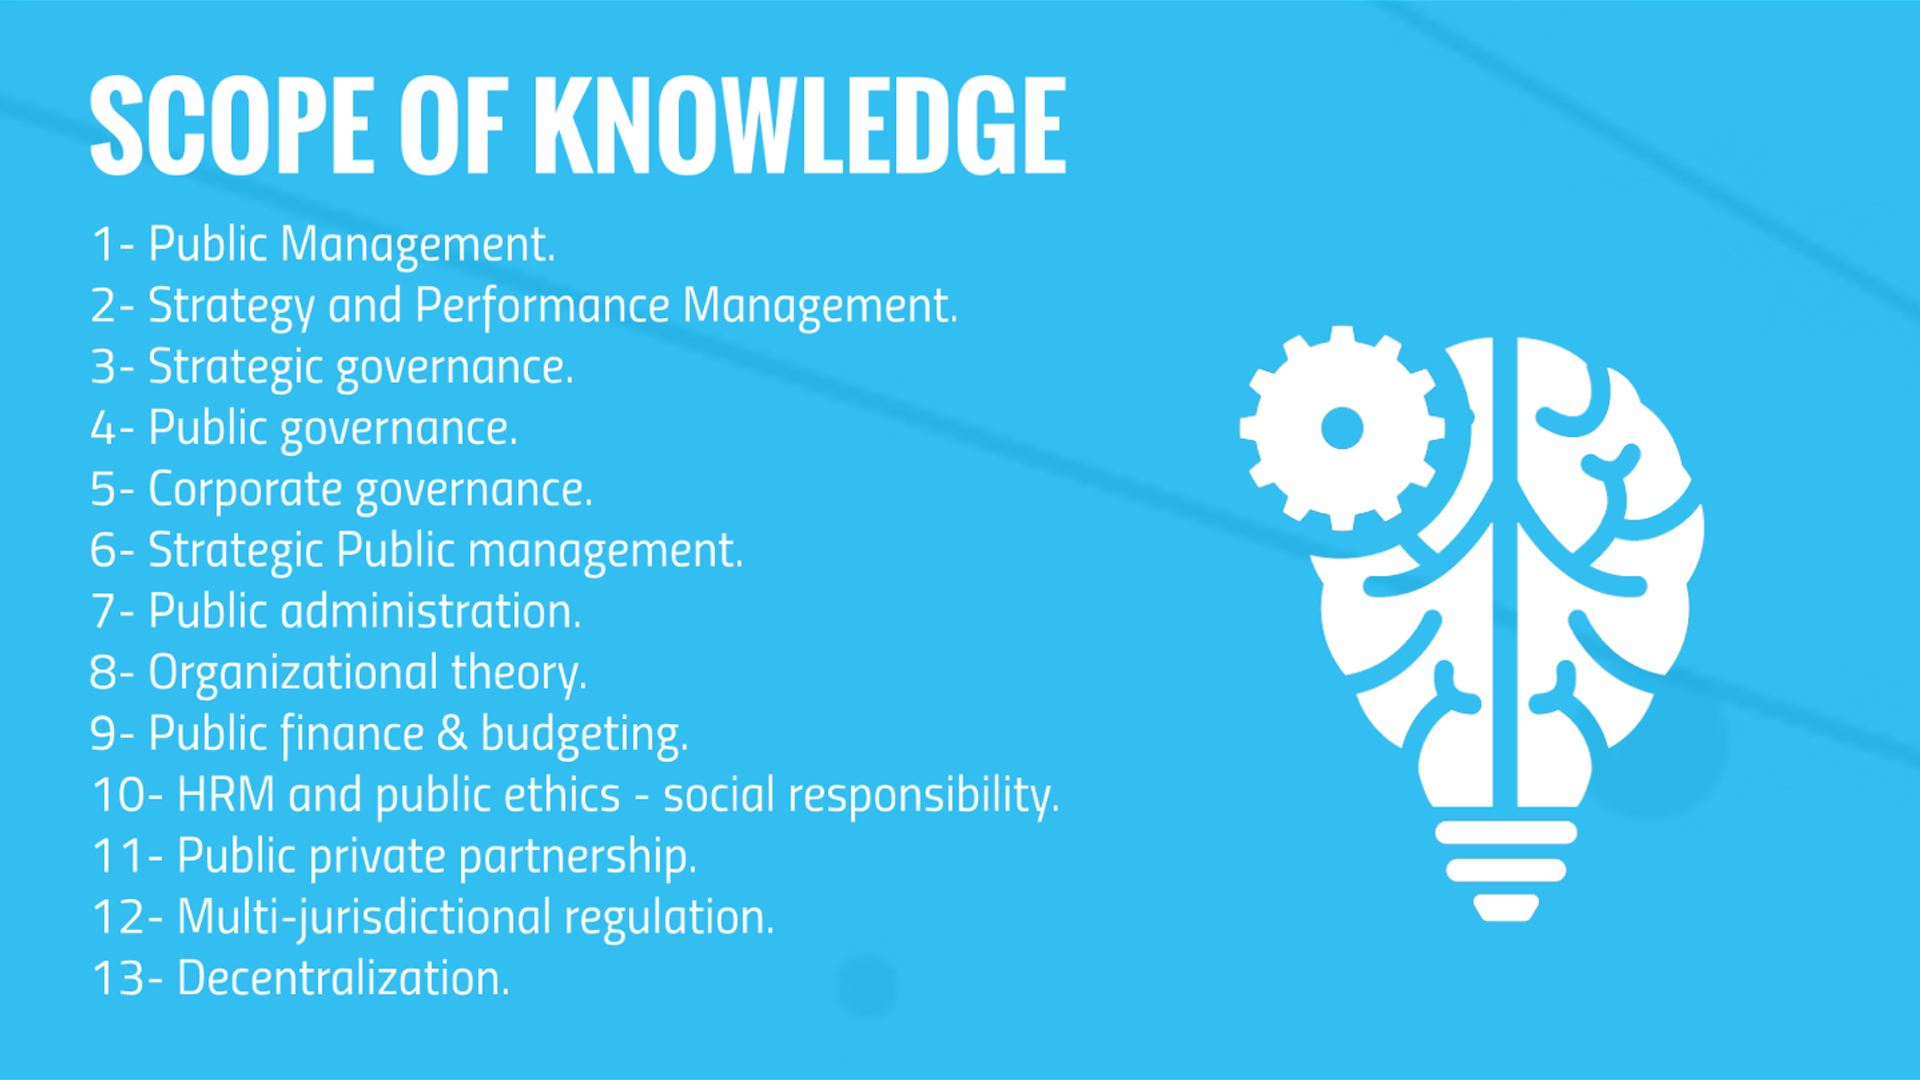 SCOPE OF KNOWLEDGE
1- Public Management.
2- Strategy and Performance Management.
3- Strategic governance.
4- Public governance.
5- Corporate governance.
6- Strategic Public management.
7- Public administration.
8- Organizational theory.
9- Public finance & budgeting.
10- HRM and public ethics - social responsibility.
11- Public private partnership.
12- Multi-jurisdictional regulation.
13- Decentralization.